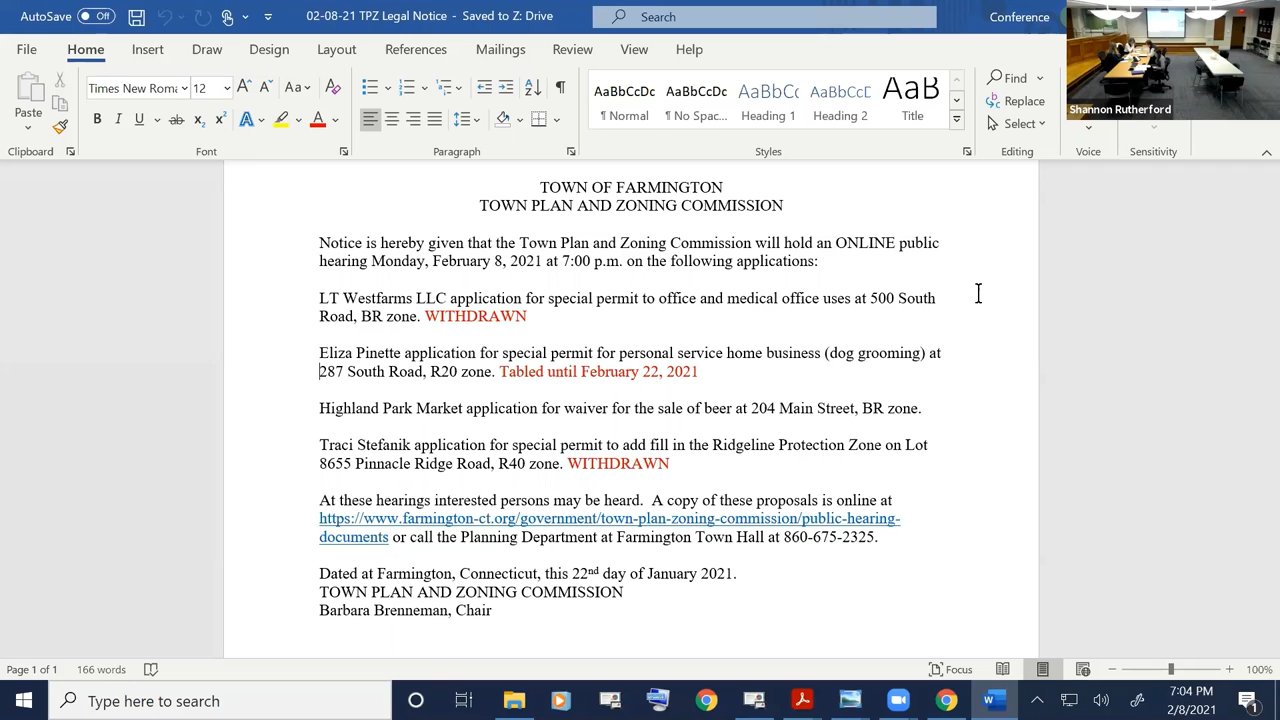 AutoSave Off 02-08-21 TPZ Legal Notice - Saved to Z: Drive Search Conference
File Home Insert Draw Design Layout References Mailings Review View Help
Shannon Rutherford
Paste
Times New Roma 12 Aa
B I U ab x₂ x² A A
AaBbCcDc AaBbCcDc AaBbCc AaBbCcD AaB
¶ Normal ¶ No Spac... Heading 1 Heading 2 Title
Find
Replace
Select
Clipboard Font Paragraph Styles Editing Voice Sensitivity
TOWN OF FARMINGTON
TOWN PLAN AND ZONING COMMISSION
Notice is hereby given that the Town Plan and Zoning Commission will hold an ONLINE public
hearing Monday, February 8, 2021 at 7:00 p.m. on the following applications:
LT Westfarms LLC application for special permit to office and medical office uses at 500 South
Road, BR zone. WITHDRAWN
Eliza Pinette application for special permit for personal service home business (dog grooming) at
287 South Road, R20 zone. Tabled until February 22, 2021
Highland Park Market application for waiver for the sale of beer at 204 Main Street, BR zone.
Traci Stefanik application for special permit to add fill in the Ridgeline Protection Zone on Lot
8655 Pinnacle Ridge Road, R40 zone. WITHDRAWN
At these hearings interested persons may be heard. A copy of these proposals is online at
https://www.farmington-ct.org/government/town-plan-zoning-commission/public-hearing-
documents or call the Planning Department at Farmington Town Hall at 860-675-2325.
Dated at Farmington, Connecticut, this 22nd day of January 2021.
TOWN PLAN AND ZONING COMMISSION
Barbara Brenneman, Chair
Page 1 of 1 166 words Focus 100%
Type here to search
7:04 PM
2/8/2021
1